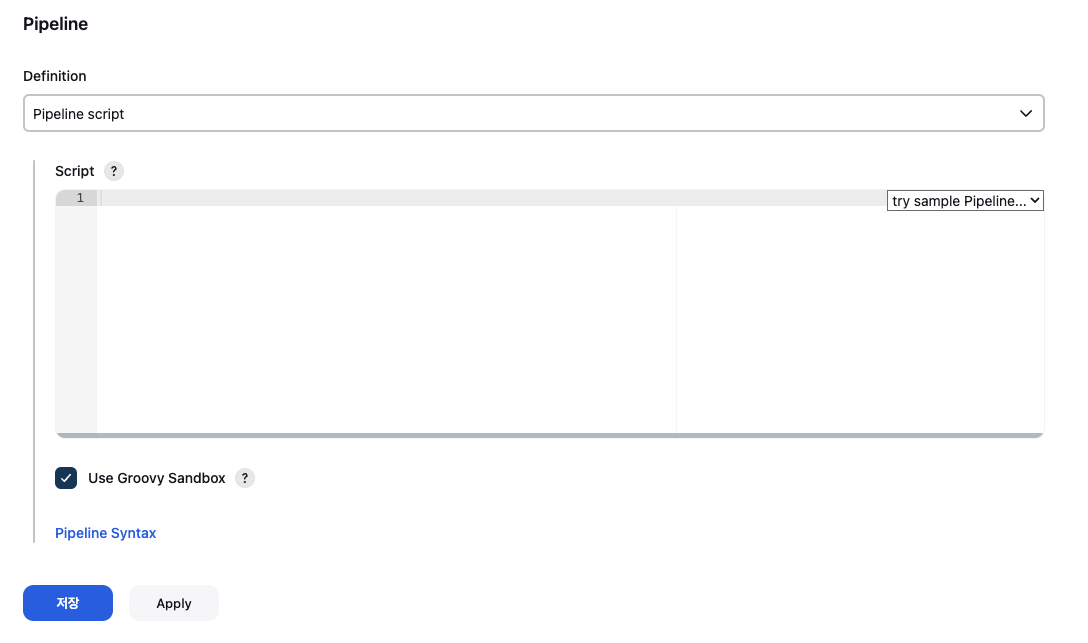 Pipeline
Definition
Pipeline script
Script ?
1
try sample Pipeline...
Use Groovy Sandbox ?
Pipeline Syntax
저장 Apply